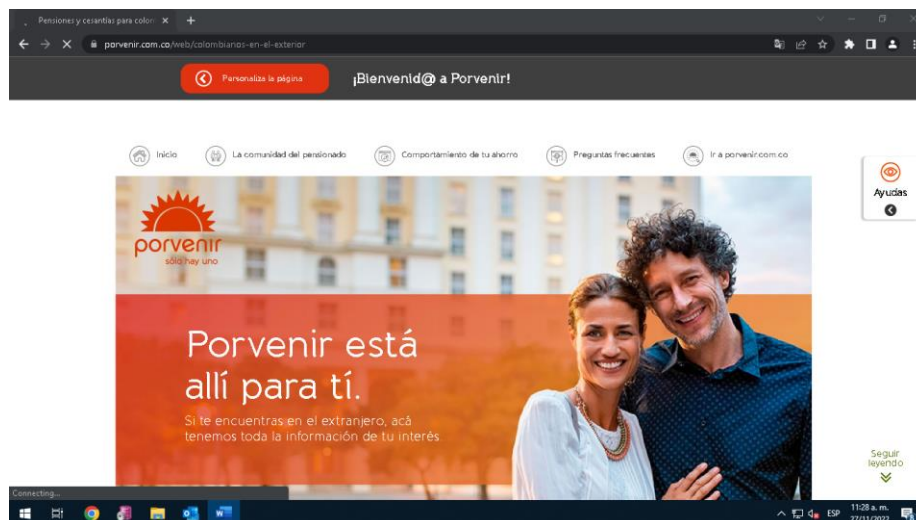 Pensiones y cesantías para colom
porvenir.com.co/web/colombianos-en-el-exterior
Personaliza la página
¡Bienvenid@ a Porvenir!
Inicio
La comunidad del pensionado
Comportamiento de tu ahorro
Preguntas frecuentes
Ir a porvenir.com.co
Ayudas
porvenir
sólo hay uno
Porvenir está
allí para tí.
Si te encuentras en el extranjero, acá
tenemos toda la información de tu interés
Seguir
leyendo
Connecting...
ESP
11:28 a. m.
27/11/2022